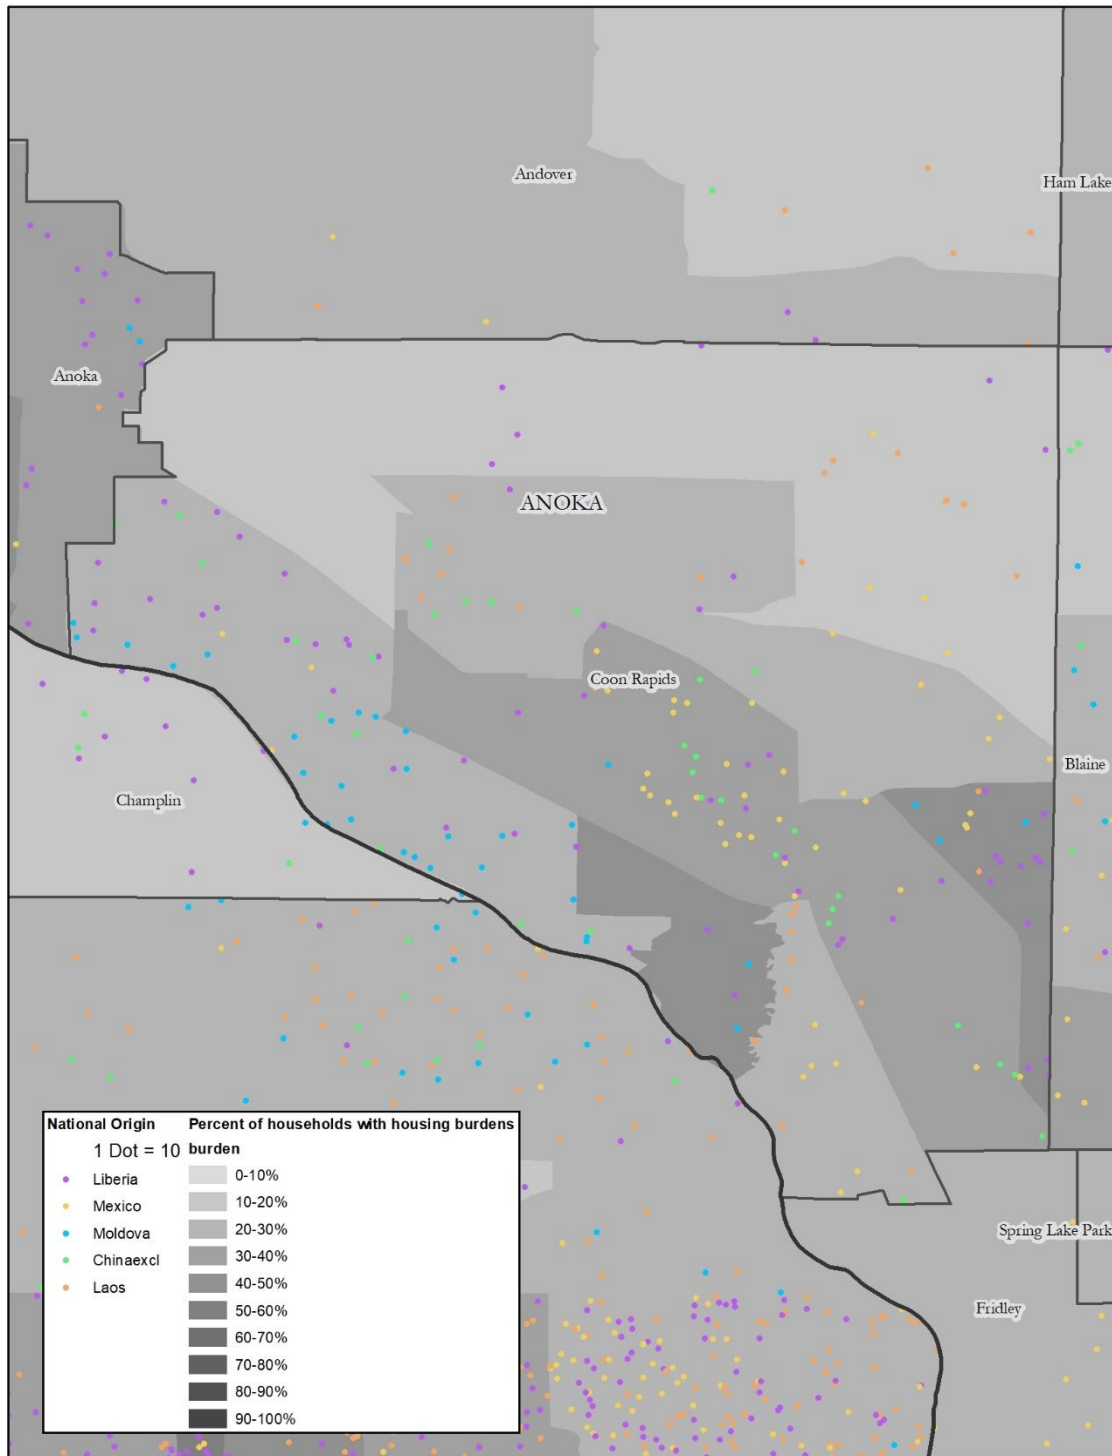 Andover
Ham Lake
Anoka
ANOKA
Coon Rapids
Blaine
Champlin
National Origin
1 Dot = 10
Liberia
Mexico
Moldova
Chinaexcl
Laos
Percent of households with housing burdens
burden
0-10%
10-20%
20-30%
30-40%
40-50%
50-60%
60-70%
70-80%
80-90%
90-100%
Spring Lake Park
Fridley